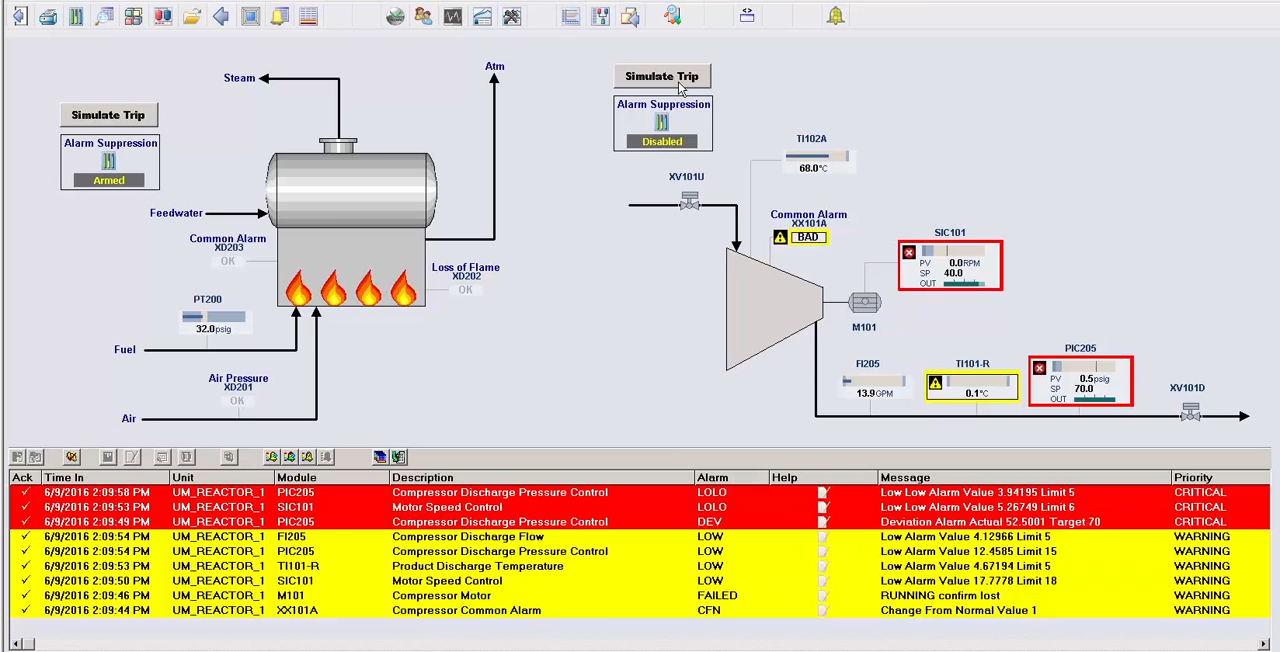 Steam
Atm
Simulate Trip
Alarm Suppression
Armed
Feedwater
Common Alarm
XD203
OK
Loss of Flame
XD202
OK
PT200
32.0 psig
Fuel
Air Pressure
XD201
OK
Air
Simulate Trip
Alarm Suppression
Disabled
TI102A
68.0 °C
XV101U
Common Alarm
XX101A
BAD
SIC101
PV 0.0 RPM
SP 40.0
OUT
M101
FI205
13.9 GPM
TI101-R
0.1 °C
PIC205
PV 0.5 psig
SP 70.0
OUT
XV101D
Ack Time In Unit Module Description Alarm Help Message Priority
✓ 6/9/2016 2:09:58 PM UM_REACTOR_1 PIC205 Compressor Discharge Pressure Control LOLO Low Low Alarm Value 3.94195 Limit 5 CRITICAL
✓ 6/9/2016 2:09:53 PM UM_REACTOR_1 SIC101 Motor Speed Control LOLO Low Low Alarm Value 5.26749 Limit 6 CRITICAL
✓ 6/9/2016 2:09:49 PM UM_REACTOR_1 PIC205 Compressor Discharge Pressure Control DEV Deviation Alarm Actual 52.5001 Target 70 CRITICAL
✓ 6/9/2016 2:09:54 PM UM_REACTOR_1 FI205 Compressor Discharge Flow LOW Low Alarm Value 4.12966 Limit 5 WARNING
✓ 6/9/2016 2:09:54 PM UM_REACTOR_1 PIC205 Compressor Discharge Pressure Control LOW Low Alarm Value 12.4585 Limit 15 WARNING
✓ 6/9/2016 2:09:53 PM UM_REACTOR_1 TI101-R Product Discharge Temperature LOW Low Alarm Value 4.67194 Limit 5 WARNING
✓ 6/9/2016 2:09:50 PM UM_REACTOR_1 SIC101 Motor Speed Control LOW Low Alarm Value 17.7778 Limit 18 WARNING
✓ 6/9/2016 2:09:46 PM UM_REACTOR_1 M101 Compressor Motor FAILED RUNNING confirm lost WARNING
✓ 6/9/2016 2:09:44 PM UM_REACTOR_1 XX101A Compressor Common Alarm CFN Change From Normal Value 1 WARNING